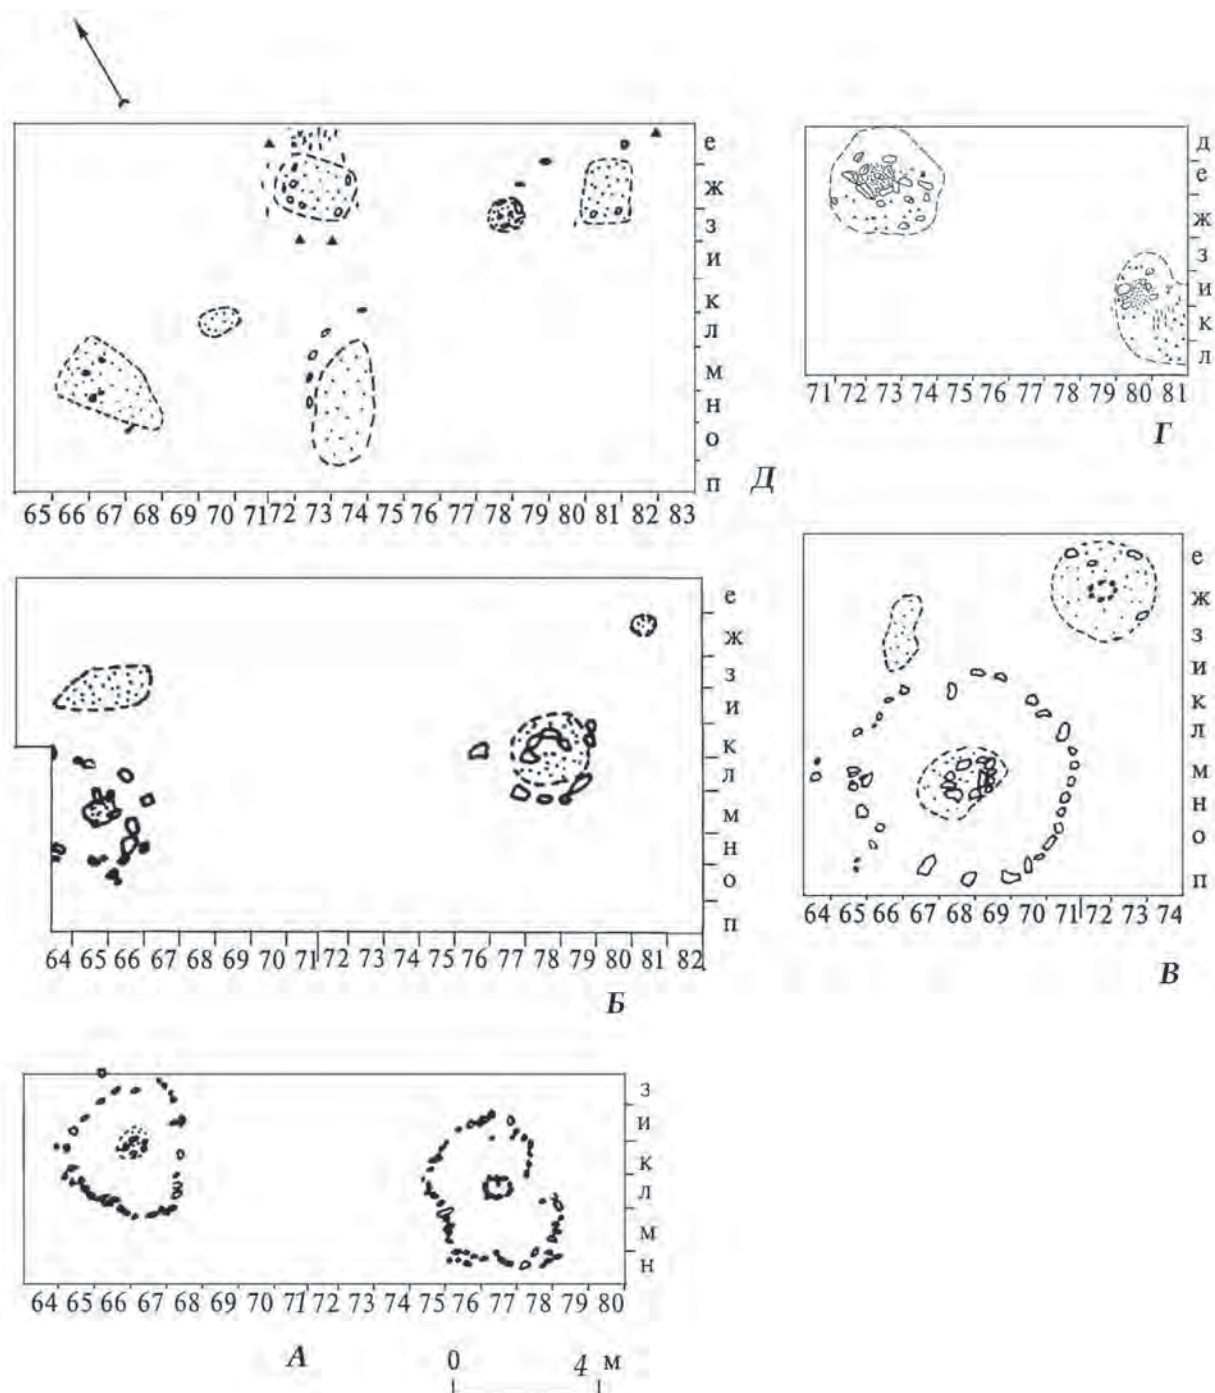 е
ж
з
и
к
л
м
н
о
п
65 66 67 68 69 70 71 72 73 74 75 76 77 78 79 80 81 82 83
Д
д
е
ж
з
и
к
л
71 72 73 74 75 76 77 78 79 80 81
Г
е
ж
з
и
к
л
м
н
о
п
64 65 66 67 68 69 70 71 72 73 74 75 76 77 78 79 80 81 82
Б
е
ж
з
и
к
л
м
н
о
п
64 65 66 67 68 69 70 71 72 73 74
В
з
и
к
л
м
н
64 65 66 67 68 69 70 71 72 73 74 75 76 77 78 79 80
А
0 4 м